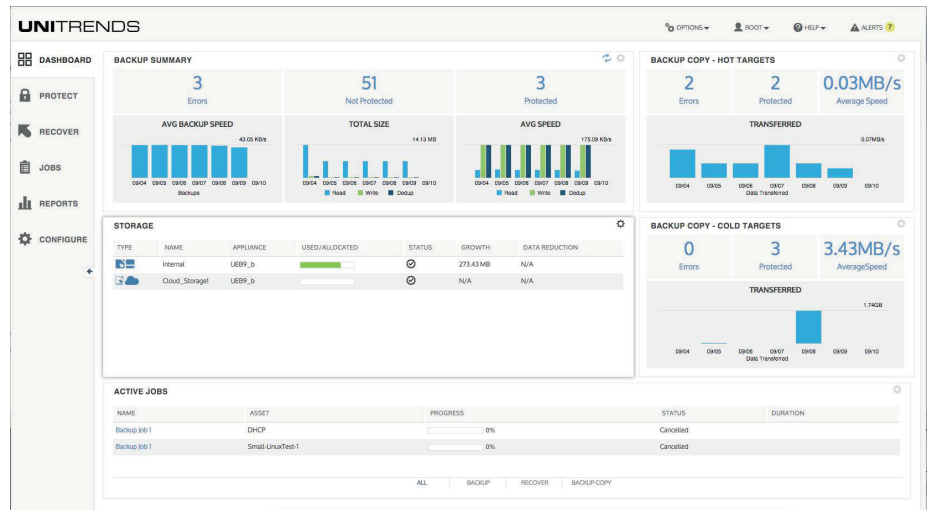 UNITRENDS
OPTIONS
ROOT
HELP
ALERTS 7
DASHBOARD
PROTECT
RECOVER
JOBS
REPORTS
CONFIGURE
BACKUP SUMMARY
3
Errors
51
Not Protected
3
Protected
AVG BACKUP SPEED
43.05 KB/s
09/04 09/05 09/06 09/07 09/08 09/09 09/10
Backups
TOTAL SIZE
14.13 MB
09/04 09/05 09/06 09/07 09/08 09/09 09/10
Read Write Dedup
AVG SPEED
175.09 KB/s
09/04 09/05 09/06 09/07 09/08 09/09 09/10
Read Write Dedup
BACKUP COPY - HOT TARGETS
2
Errors
2
Protected
0.03MB/s
Average Speed
TRANSFERRED
0.07MB/s
09/04 09/05 09/06 09/07 09/08 09/09 09/10
Data Transferred
STORAGE
TYPE NAME APPLIANCE USED/ALLOCATED STATUS GROWTH DATA REDUCTION
Internal UEB9_b 273.43 MB N/A
Cloud_Storage1 UEB9_b N/A N/A
BACKUP COPY - COLD TARGETS
0
Errors
3
Protected
3.43MB/s
AverageSpeed
TRANSFERRED
1.74GB
09/04 09/05 09/06 09/07 09/08 09/09 09/10
Data Transferred
ACTIVE JOBS
NAME ASSET PROGRESS STATUS DURATION
Backup Job 1 DHCP 0% Cancelled
Backup Job 1 Small-LinuxTest-1 0% Cancelled
ALL BACKUP RECOVER BACKUP COPY